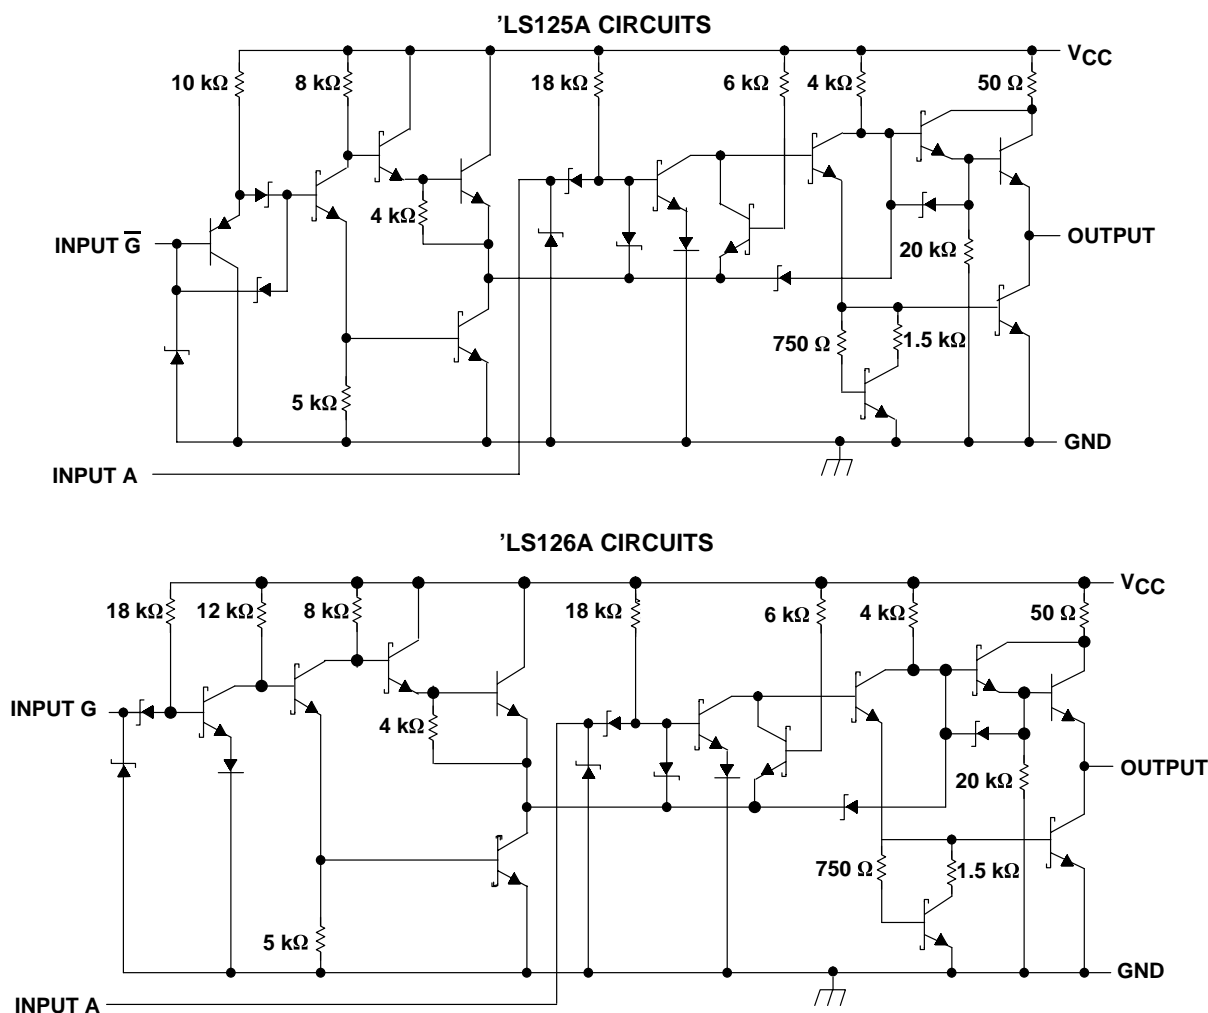 ’LS125A CIRCUITS
VCC
10 kΩ
8 kΩ
18 kΩ
6 kΩ
4 kΩ
50 Ω
4 kΩ
INPUT G̅
OUTPUT
20 kΩ
750 Ω
1.5 kΩ
5 kΩ
GND
INPUT A
’LS126A CIRCUITS
VCC
18 kΩ
12 kΩ
8 kΩ
18 kΩ
6 kΩ
4 kΩ
50 Ω
INPUT G
4 kΩ
OUTPUT
20 kΩ
750 Ω
1.5 kΩ
5 kΩ
GND
INPUT A